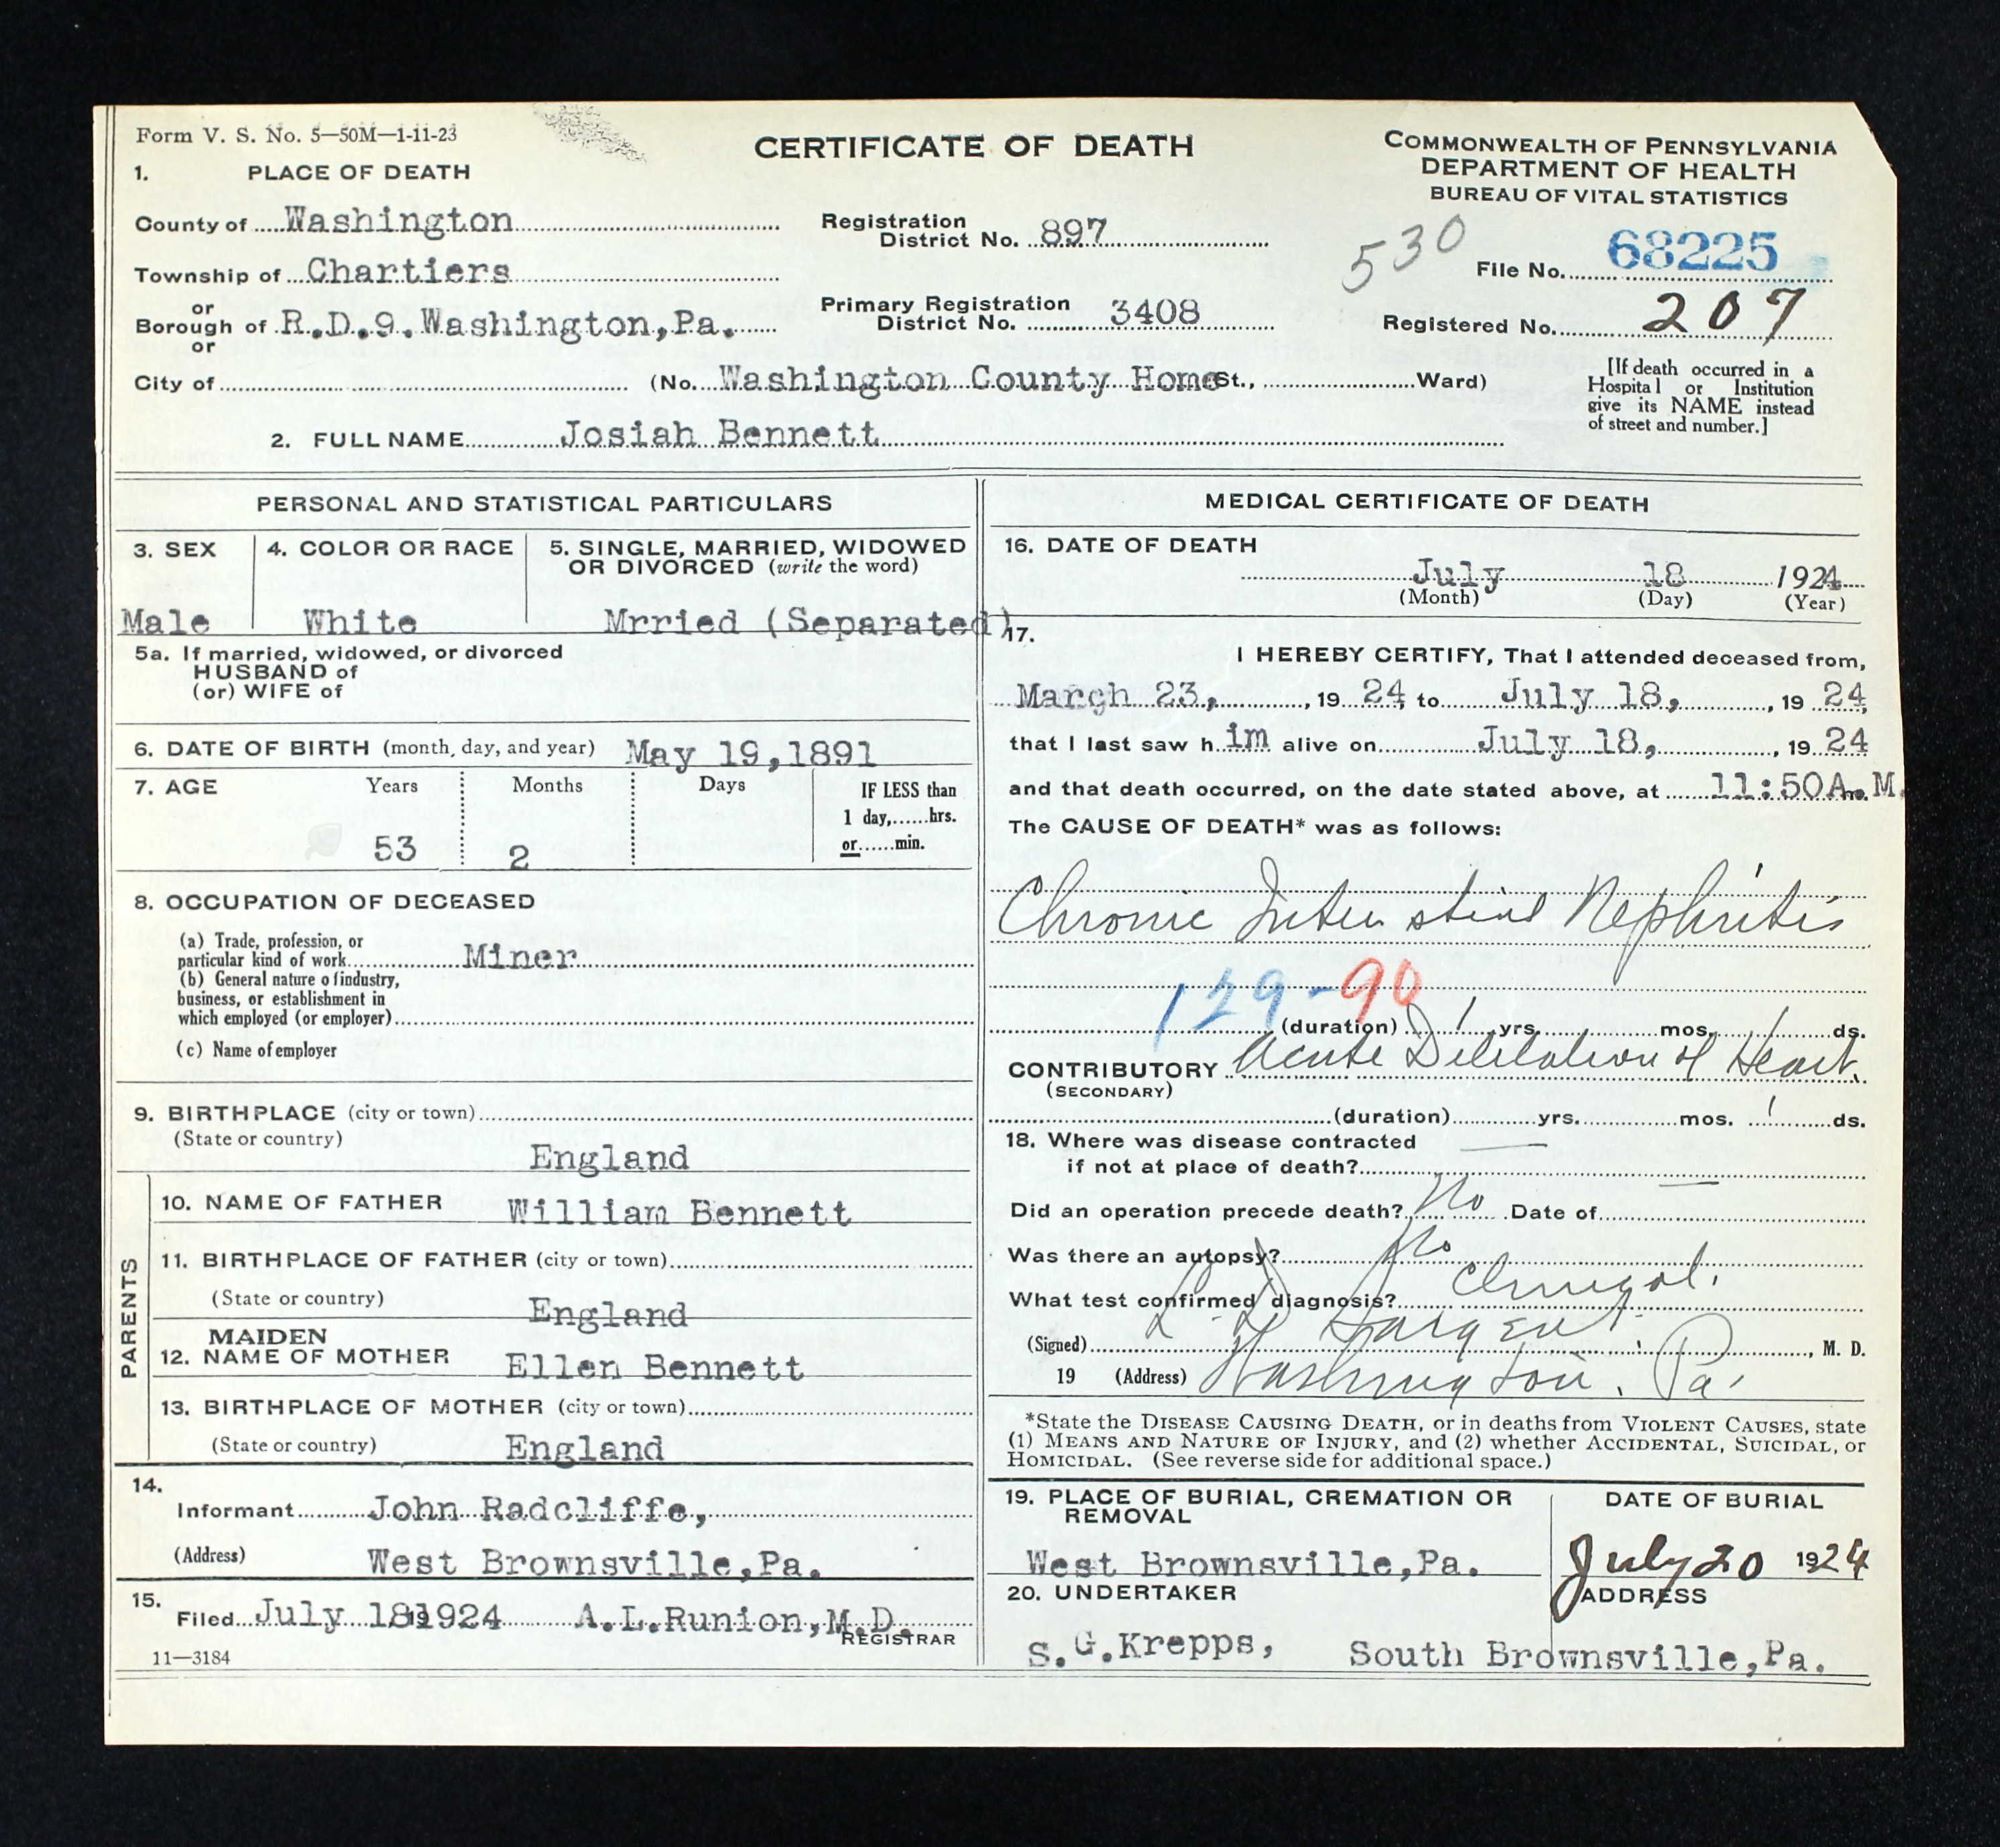 Form V. S. No. 5—50M—1-11-23
CERTIFICATE OF DEATH
COMMONWEALTH OF PENNSYLVANIA
DEPARTMENT OF HEALTH
BUREAU OF VITAL STATISTICS
1. PLACE OF DEATH
County of Washington
Registration District No. 897
530
File No. 68225
Township of Chartiers
or
Borough of R.D.9.Washington,Pa.
or
Primary Registration District No. 3408
Registered No. 207
City of (No. Washington County Home St., Ward)
[If death occurred in a
Hospital or Institution
give its NAME instead
of street and number.]
2. FULL NAME Josiah Bennett
PERSONAL AND STATISTICAL PARTICULARS
3. SEX
Male
4. COLOR OR RACE
White
5. SINGLE, MARRIED, WIDOWED
OR DIVORCED (write the word)
Mrried (Separated)
5a. If married, widowed, or divorced
HUSBAND of
(or) WIFE of
6. DATE OF BIRTH (month, day, and year) May 19,1891
7. AGE Years Months Days
53 2
IF LESS than
1 day,......hrs.
or......min.
8. OCCUPATION OF DECEASED
(a) Trade, profession, or
particular kind of work Miner
(b) General nature of industry,
business, or establishment in
which employed (or employer)
(c) Name of employer
9. BIRTHPLACE (city or town)
(State or country)
England
PARENTS
10. NAME OF FATHER William Bennett
11. BIRTHPLACE OF FATHER (city or town)
(State or country) England
MAIDEN
12. NAME OF MOTHER Ellen Bennett
13. BIRTHPLACE OF MOTHER (city or town)
(State or country) England
14.
Informant John Radcliffe,
(Address) West Brownsville,Pa.
15.
Filed July 18 19 1924 A.L.Runion,M.D.
REGISTRAR
11—3184
MEDICAL CERTIFICATE OF DEATH
16. DATE OF DEATH
July 18 1924
(Month) (Day) (Year)
17.
I HEREBY CERTIFY, That I attended deceased from,
March 23, , 19 24, to July 18, , 19 24,
that I last saw h im alive on July 18, , 19 24
and that death occurred, on the date stated above, at 11:50A. m. M.
The CAUSE OF DEATH* was as follows:
Chronic Interstitial Nephritis
129-90
(duration) 1 yrs. mos. 1 ds.
CONTRIBUTORY Acute Dilitation of Heart.
(SECONDARY)
(duration) yrs. mos. 1 ds.
18. Where was disease contracted
if not at place of death?
Did an operation precede death? No Date of
Was there an autopsy? No
What test confirmed diagnosis? Clinical.
(Signed) L. D. Sargent. , M. D.
19 (Address) Washington. Pa.
*State the DISEASE CAUSING DEATH, or in deaths from VIOLENT CAUSES, state
(1) MEANS AND NATURE OF INJURY, and (2) whether ACCIDENTAL, SUICIDAL, or
HOMICIDAL. (See reverse side for additional space.)
19. PLACE OF BURIAL, CREMATION OR
REMOVAL
West Brownsville,Pa.
DATE OF BURIAL
July 20 1924
20. UNDERTAKER
S.G.Krepps,
ADDRESS
South Brownsville,Pa.